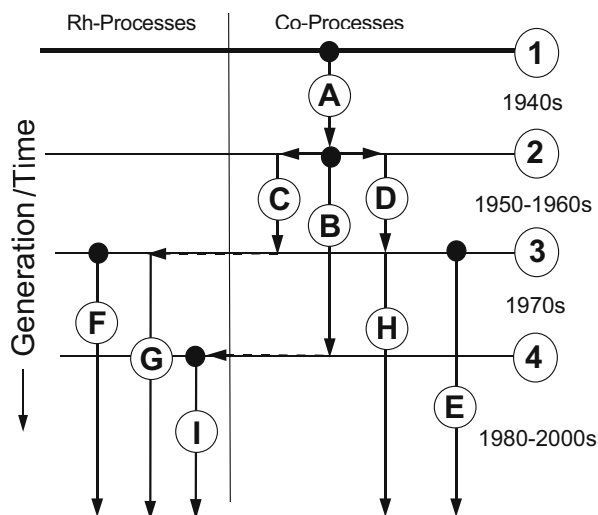 Rh-Processes Co-Processes
1
A
1940s
2
C D
B
1950-1960s
3
1970s
F
H
G
4
E
I
1980-2000s
Generation/Time